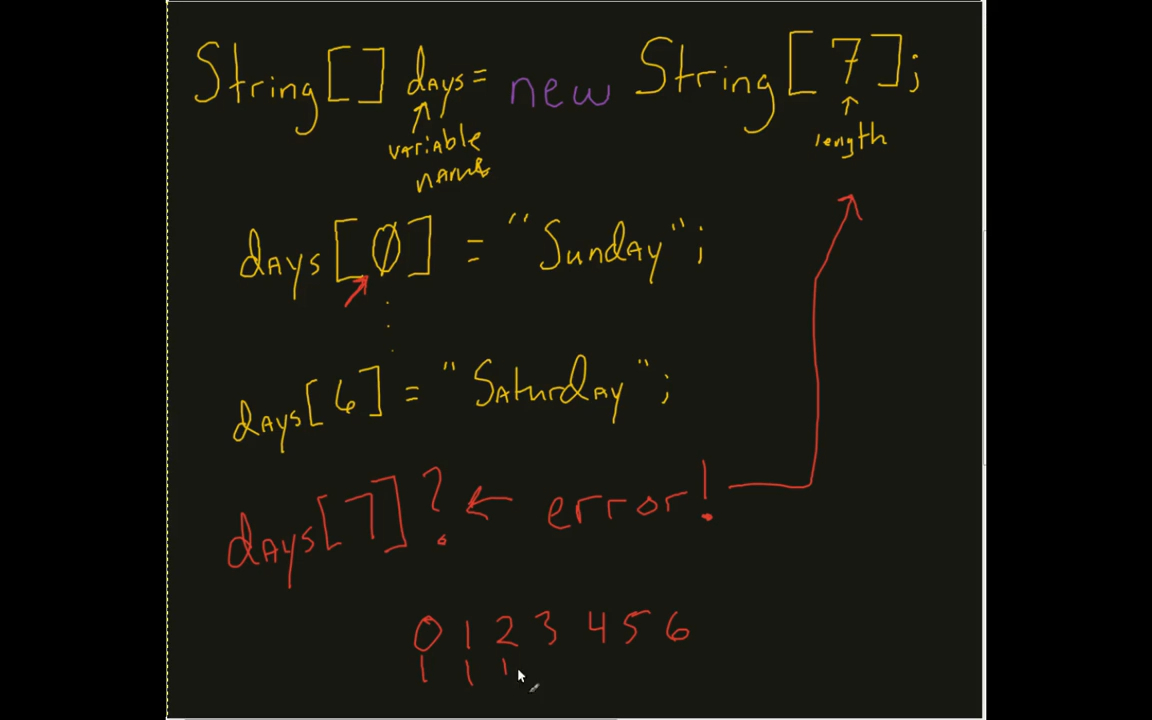 String[] days = new String[7];
variable
name
length
days[0] = "Sunday";
days[6] = "Saturday";
days[7]? ← error!
0 1 2 3 4 5 6